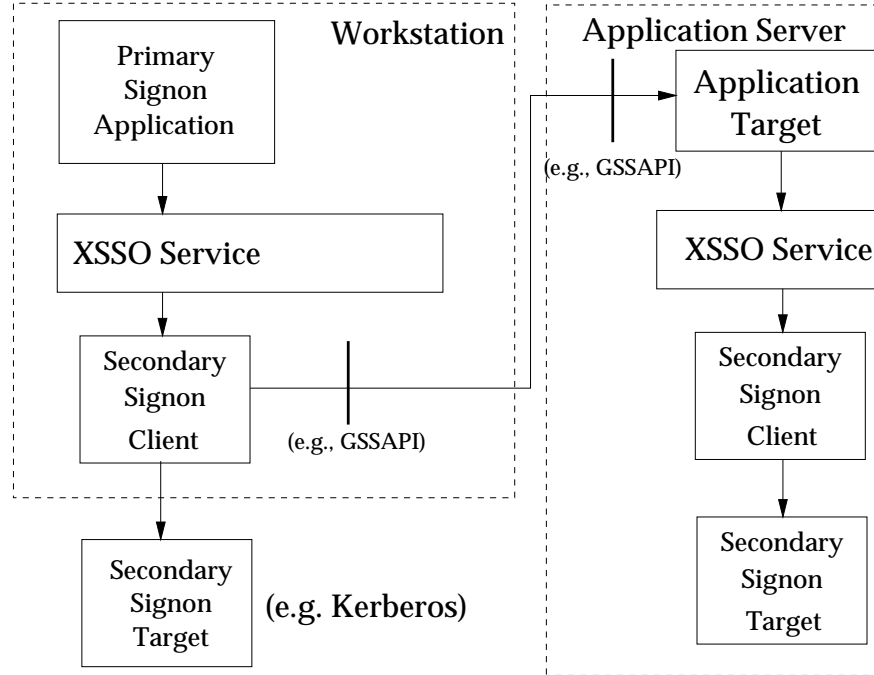 Workstation
Primary
Signon
Application
XSSO Service
Secondary
Signon
Client
(e.g., GSSAPI)
Secondary
Signon
Target
(e.g. Kerberos)
Application Server
Application
Target
(e.g., GSSAPI)
XSSO Service
Secondary
Signon
Client
Secondary
Signon
Target